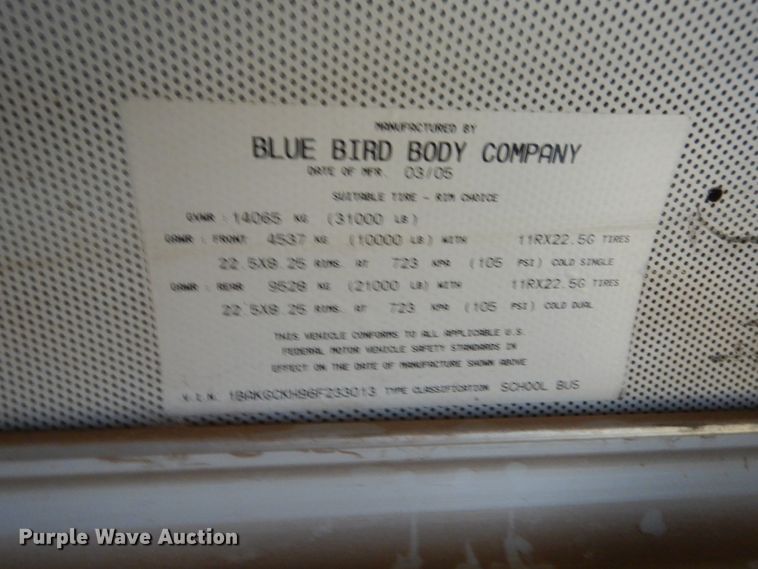 MANUFACTURED BY
BLUE BIRD BODY COMPANY
DATE OF MFR. 03/05
SUITABLE TIRE - RIM CHOICE
GVWR : 14065 KG (31000 LB)
GAWR : FRONT 4537 KG (10000 LB) WITH 11RX22.5G TIRES
22.5X8.25 RIMS. AT 723 KPA (105 PSI) COLD SINGLE
GAWR : REAR 9528 KG (21000 LB) WITH 11RX22.5G TIRES
22.5X8.25 RIMS. AT 723 KPA (105 PSI) COLD DUAL
THIS VEHICLE CONFORMS TO ALL APPLICABLE U.S.
FEDERAL MOTOR VEHICLE SAFETY STANDARDS IN
EFFECT ON THE DATE OF MANUFACTURE SHOWN ABOVE
V.I.N. 1BAKGCKH96F233013 TYPE CLASSIFICATION SCHOOL BUS
Purple Wave Auction